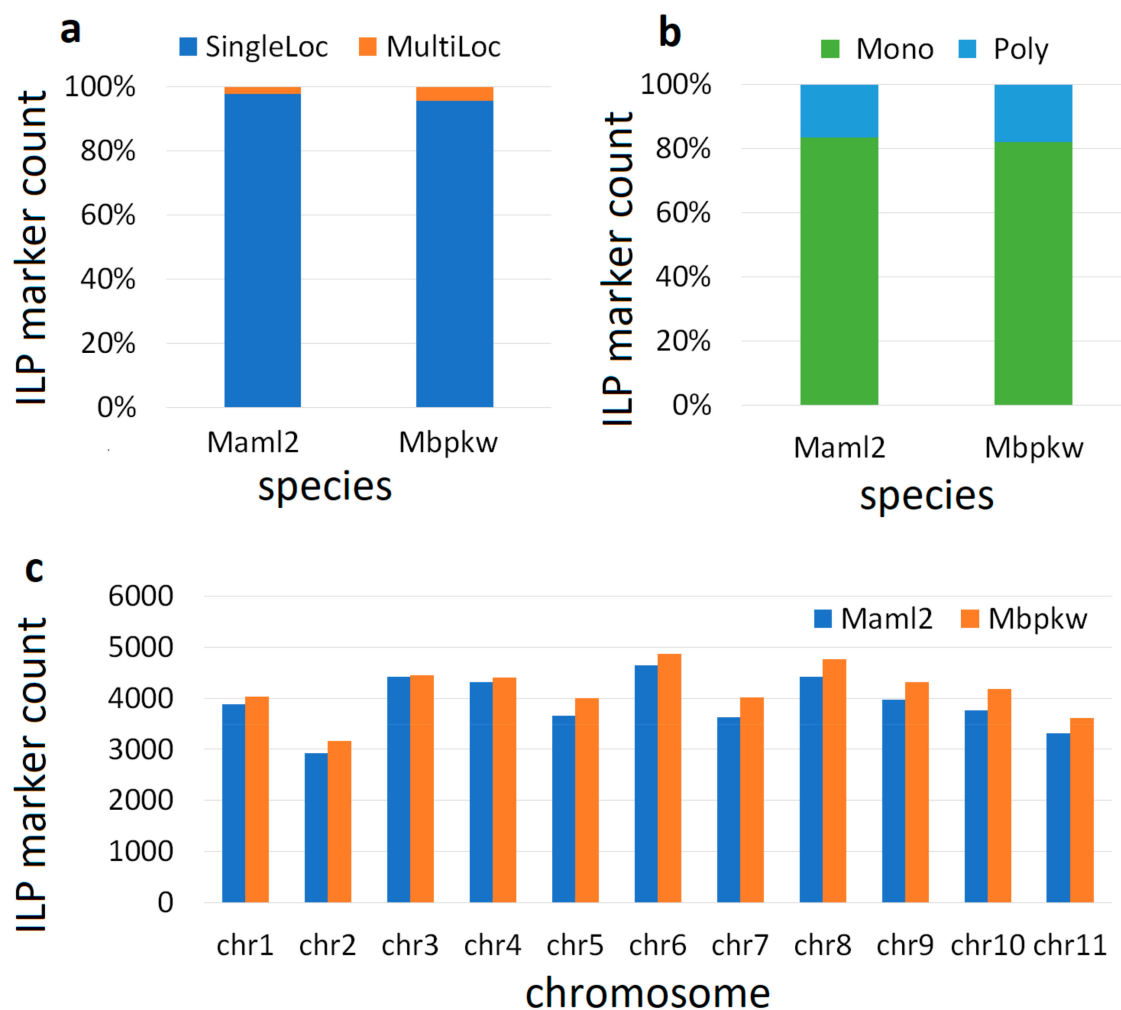 a
SingleLoc MultiLoc
ILP marker count
100%
80%
60%
40%
20%
0%
Maml2 Mbpkw
species
b
Mono Poly
ILP marker count
100%
80%
60%
40%
20%
0%
Maml2 Mbpkw
species
c
Maml2 Mbpkw
ILP marker count
6000
5000
4000
3000
2000
1000
0
chr1 chr2 chr3 chr4 chr5 chr6 chr7 chr8 chr9 chr10 chr11
chromosome